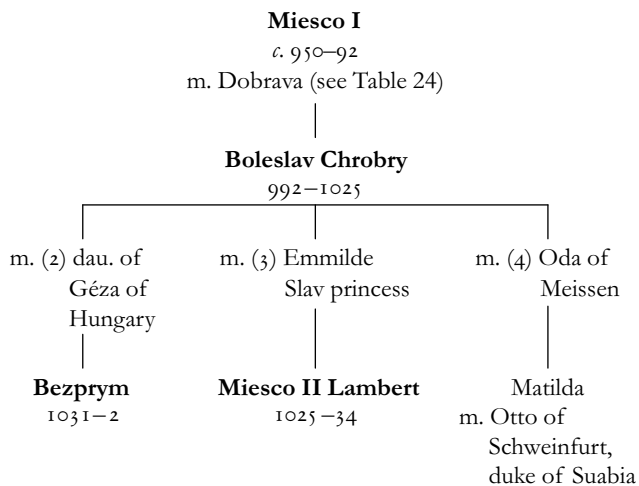 Miesco I
c. 950–92
m. Dobrava (see Table 24)
Boleslav Chrobry
992–1025
m. (2) dau. of
Géza of
Hungary
m. (3) Emmilde
Slav princess
m. (4) Oda of
Meissen
Bezprym
1031–2
Miesco II Lambert
1025–34
Matilda
m. Otto of
Schweinfurt,
duke of Suabia